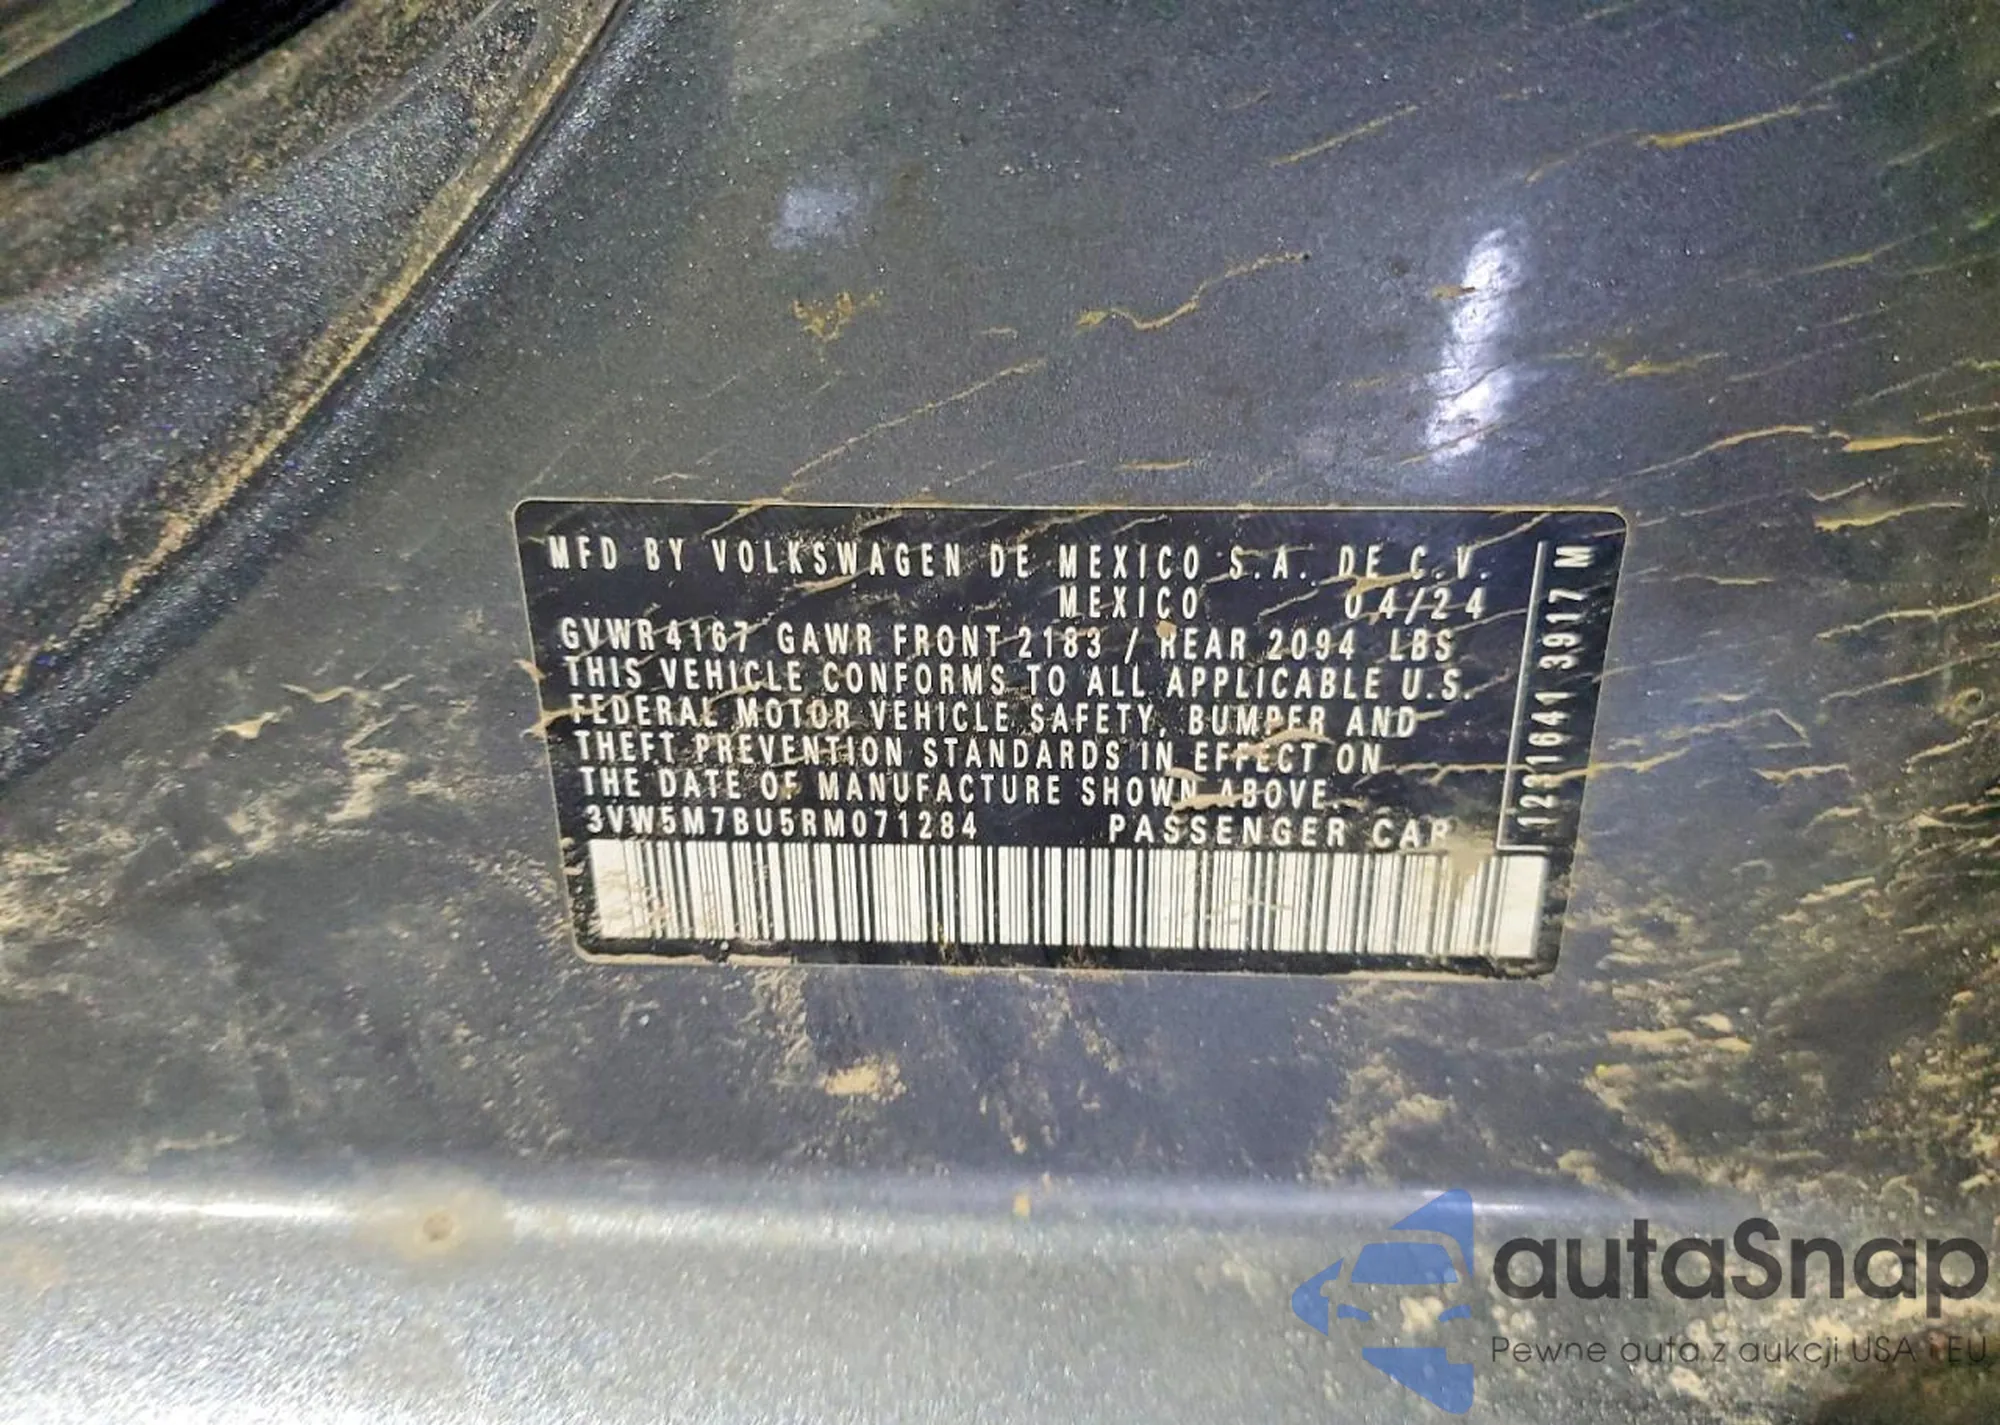 MFD BY VOLKSWAGEN DE MEXICO S.A. DE C.V.
MEXICO 04/24
GVWR 4167 GAWR FRONT 2183 / REAR 2094 LBS
THIS VEHICLE CONFORMS TO ALL APPLICABLE U.S.
FEDERAL MOTOR VEHICLE SAFETY, BUMPER AND
THEFT PREVENTION STANDARDS IN EFFECT ON
THE DATE OF MANUFACTURE SHOWN ABOVE.
3VW5M7BU5RM071284 PASSENGER CAR
3917 M
autaSnap
Pewne auta z aukcji USA i EU